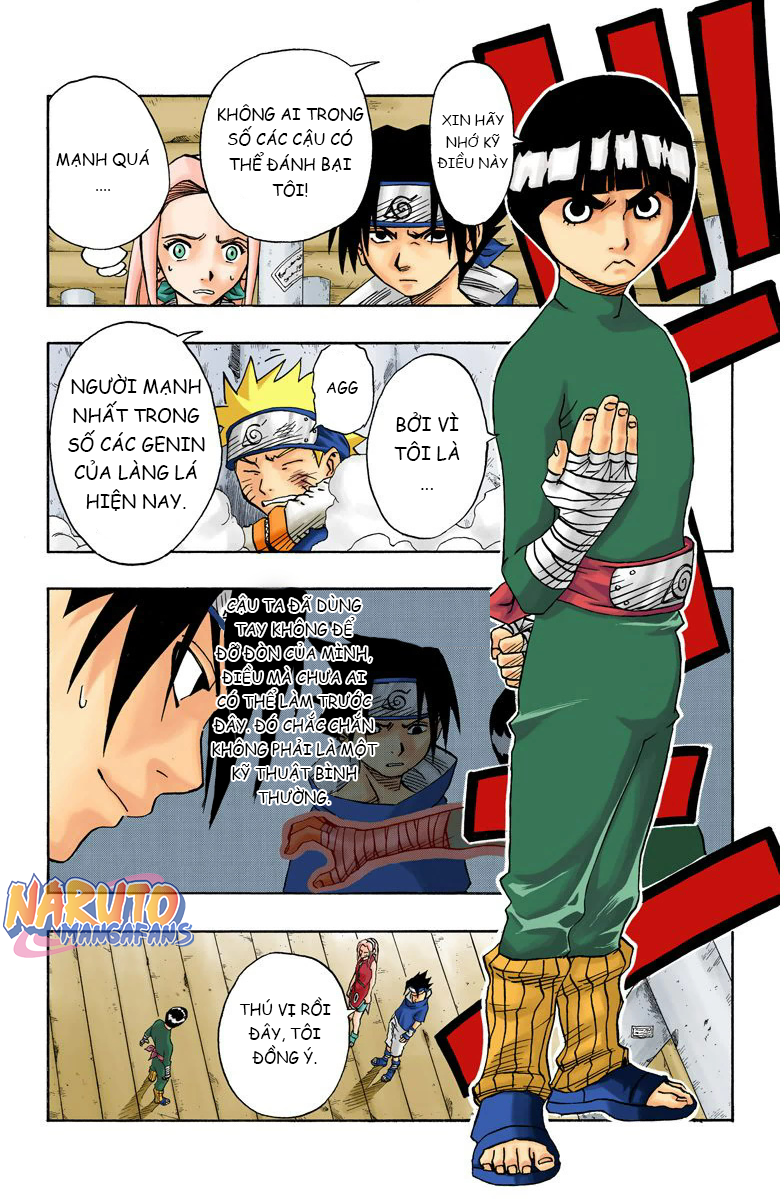 XIN HÃY
NHỚ KỸ
ĐIỀU NÀY
KHÔNG AI TRONG
SỐ CÁC CẬU CÓ
THỂ ĐÁNH BẠI
TÔI!
MẠNH QUÁ
....
BỞI VÌ
TÔI LÀ
...
AGG
NGƯỜI MẠNH
NHẤT TRONG
SỐ CÁC GENIN
CỦA LÀNG LÁ
HIỆN NAY.
CẬU TA ĐÃ DÙNG
TAY KHÔNG ĐỂ
ĐỠ ĐÒN CỦA MÌNH,
ĐIỀU MÀ CHƯA AI
CÓ THỂ LÀM TRƯỚC
ĐÂY. ĐÓ CHẮC CHẮN
KHÔNG PHẢI LÀ MỘT
KỸ THUẬT BÌNH
THƯỜNG.
NARUTO
MANGAFANS
THÚ VỊ RỒI
ĐÂY, TÔI
ĐỒNG Ý.